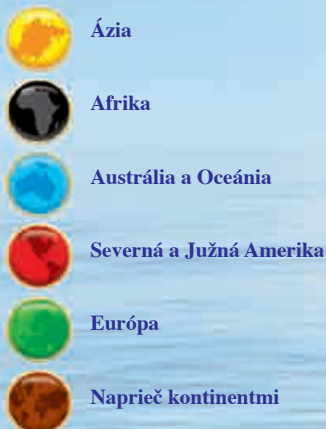 Ázia
Afrika
Austrália a Oceánia
Severná a Južná Amerika
Európa
Naprieč kontinentmi